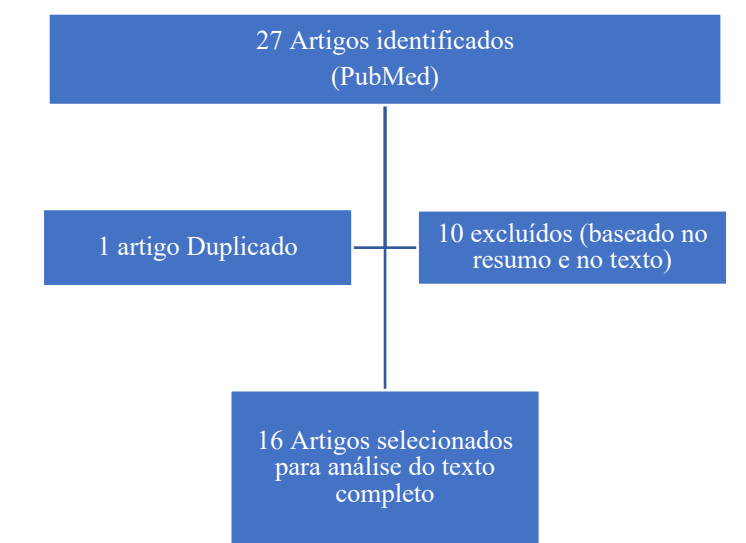 27 Artigos identificados
(PubMed)
1 artigo Duplicado
10 excluídos (baseado no
resumo e no texto)
16 Artigos selecionados
para análise do texto
completo